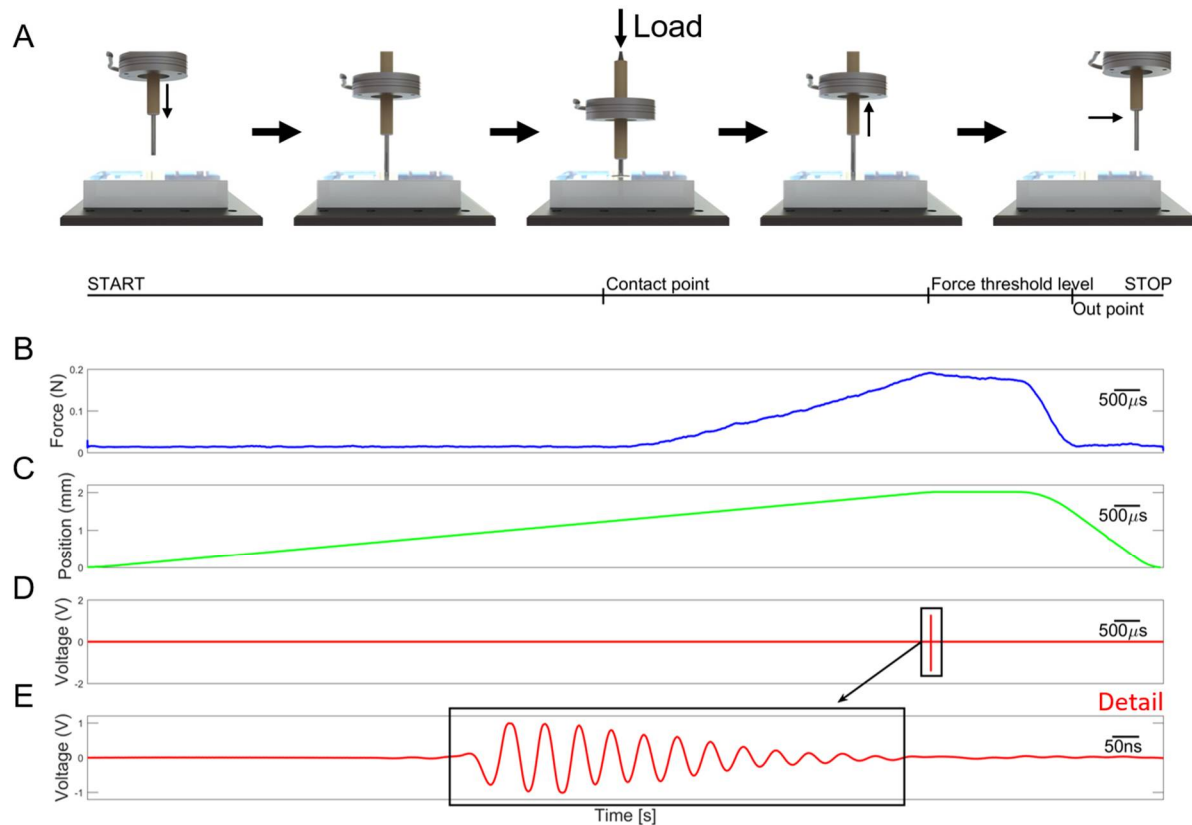 A
Load
START
Contact point
Force threshold level
STOP
Out point
B
Force (N)
0.2
0.1
0
500μs
C
Position (mm)
2
1
0
500μs
D
Voltage (V)
2
0
-2
500μs
E
Detail
Voltage (V)
1
0
-1
50ns
Time [s]